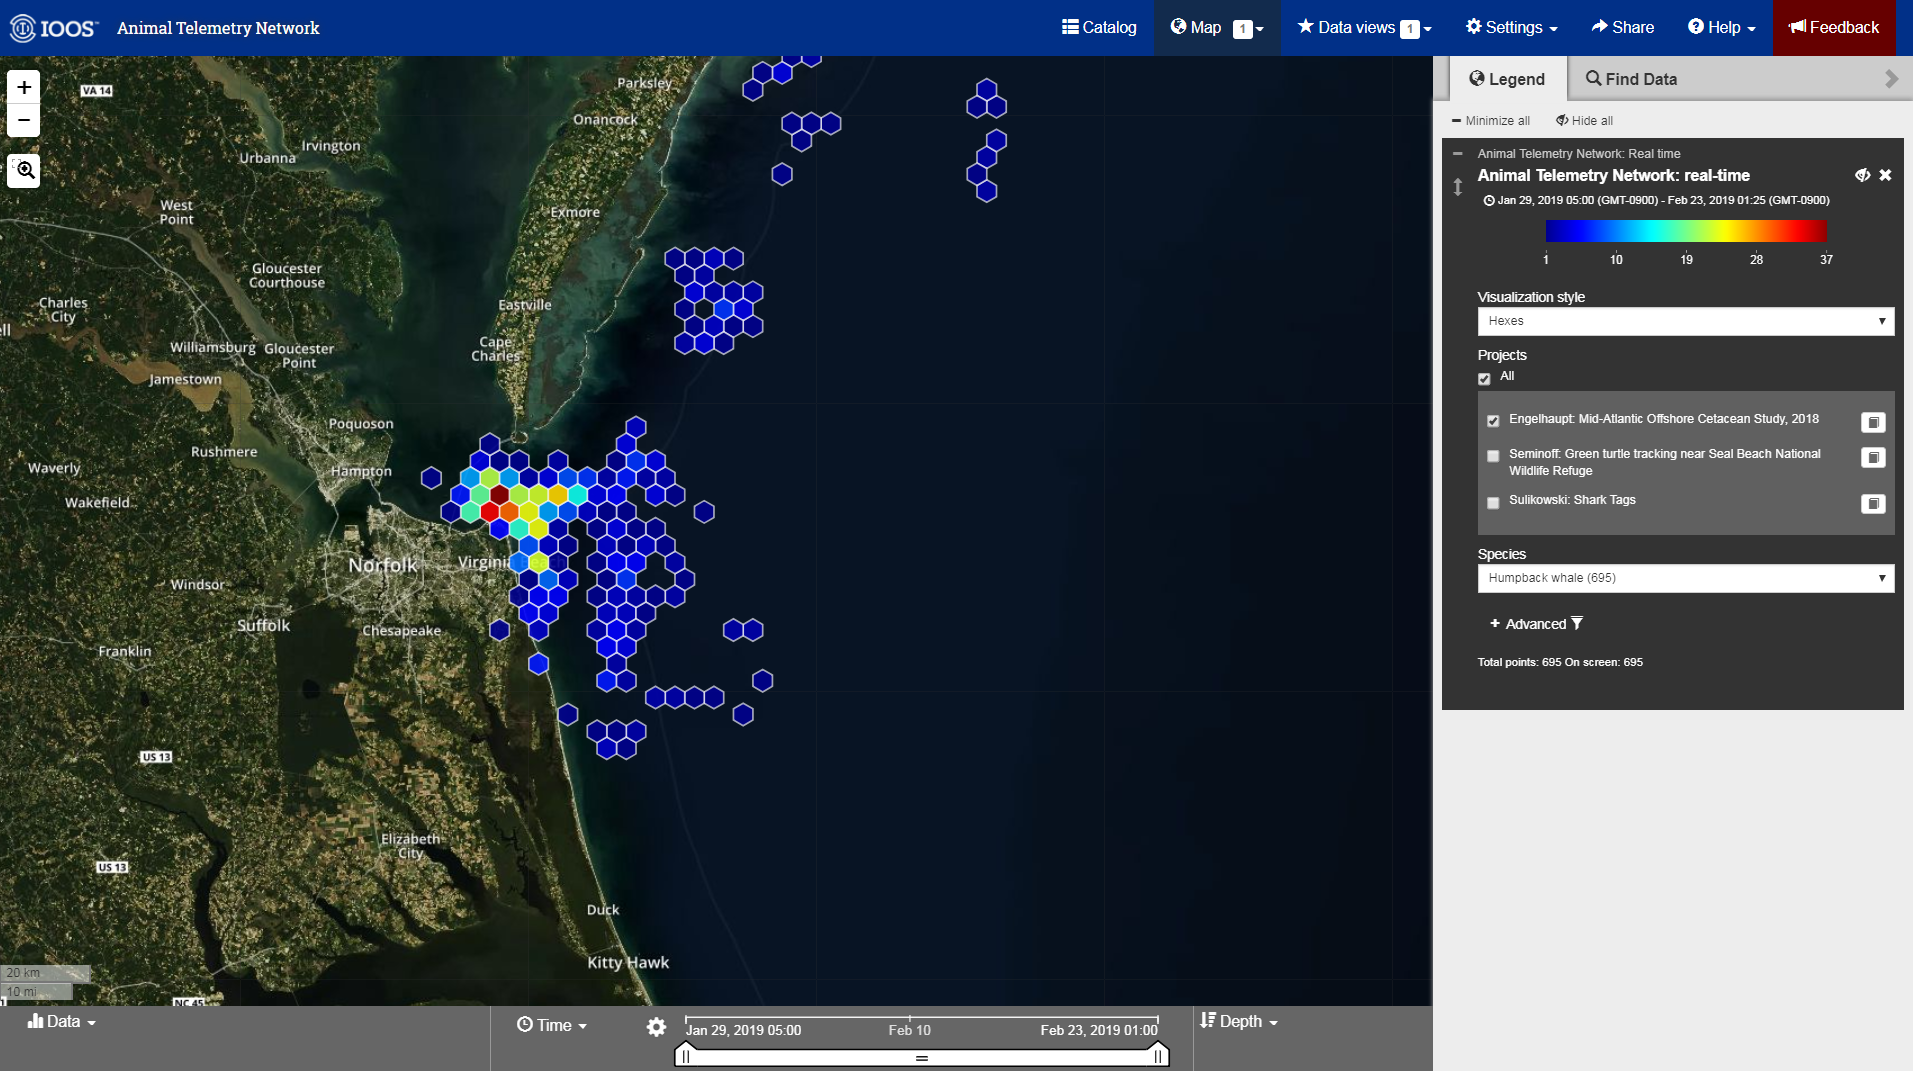 IOOS™ Animal Telemetry Network
Catalog
Map 1
Data views 1
Settings
Share
Help
Feedback
+
−
VA 14
Parksley
Onancock
Irvington
Urbanna
West
Point
Exmore
Gloucester
Courthouse
Charles
City
Eastville
Williamsburg
Gloucester
Point
Cape
Charles
Jamestown
Poquoson
Rushmere
Waverly
Hampton
Wakefield
Norfolk
Virginia Beach
Windsor
Suffolk
Chesapeake
Franklin
US 13
Elizabeth
City
US 13
Duck
Kitty Hawk
20 km
10 mi
NC 45
Legend
Find Data
Minimize all
Hide all
Animal Telemetry Network: Real time
Animal Telemetry Network: real-time
Jan 29, 2019 05:00 (GMT-0900) - Feb 23, 2019 01:25 (GMT-0900)
1 10 19 28 37
Visualization style
Hexes
Projects
All
Engelhaupt: Mid-Atlantic Offshore Cetacean Study, 2018
Seminoff: Green turtle tracking near Seal Beach National
Wildlife Refuge
Sulikowski: Shark Tags
Species
Humpback whale (695)
+ Advanced
Total points: 695 On screen: 695
Data
Time
Jan 29, 2019 05:00
Feb 10
Feb 23, 2019 01:00
Depth